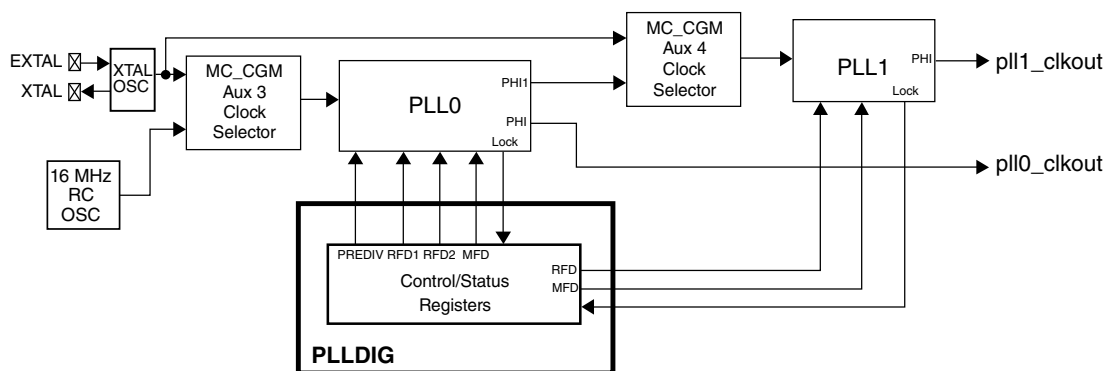 EXTAL
XTAL
XTAL
OSC
16 MHz
RC
OSC
MC_CGM
Aux 3
Clock
Selector
PLL0
PHI1
PHI
Lock
MC_CGM
Aux 4
Clock
Selector
PLL1
PHI
Lock
pll1_clkout
pll0_clkout
PREDIV RFD1 RFD2 MFD
Control/Status
Registers
RFD
MFD
PLLDIG